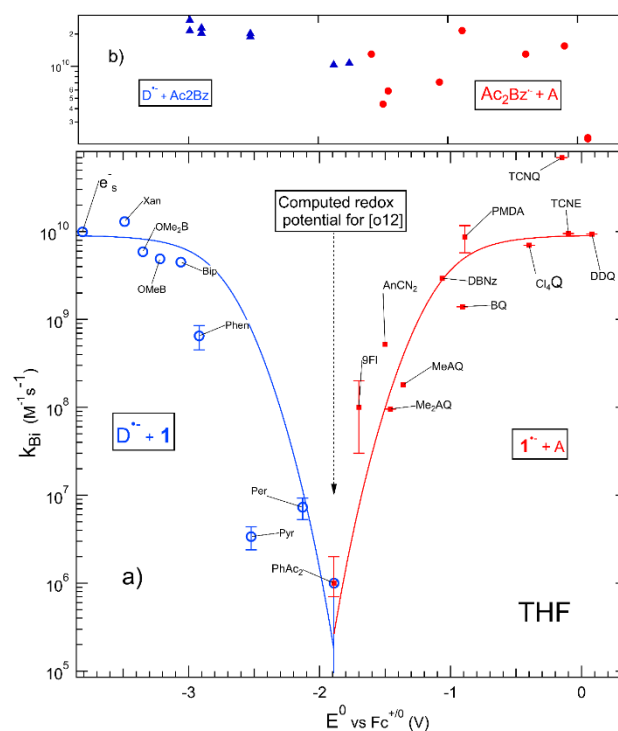 2
10^10
6
5
4
3
2
b)
D•− + Ac2Bz
Ac2Bz•− + A
TCNQ
e−s
Xan
OMe2B
OMeB
Bip
Phen
Computed redox
potential for [o12]
PMDA
TCNE
DBNz
Cl4Q
DDQ
BQ
AnCN2
9Fl
MeAQ
Me2AQ
D•− + 1
1•− + A
Per
Pyr
PhAc2
a)
THF
10^10
10^9
10^8
10^7
10^6
10^5
kBi (M−1s−1)
-3
-2
-1
0
E0 vs Fc+/0 (V)